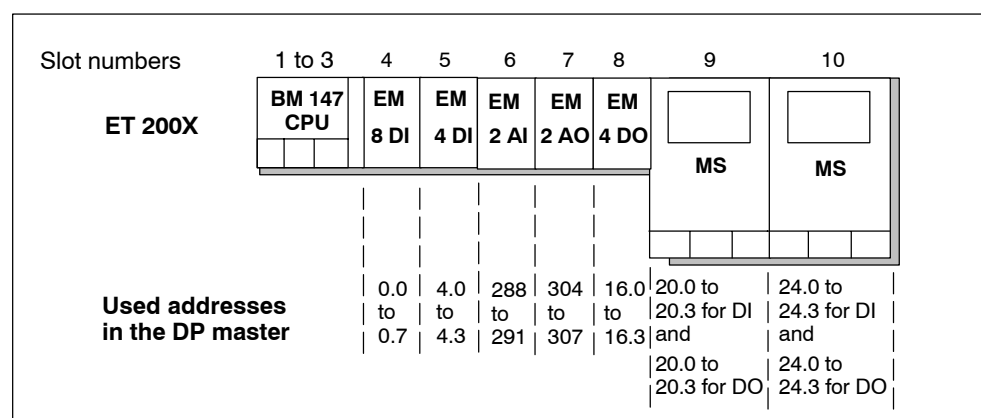 Slot numbers 1 to 3 4 5 6 7 8 9 10
ET 200X
BM 147 CPU
EM 8 DI
EM 4 DI
EM 2 AI
EM 2 AO
EM 4 DO
MS
MS
Used addresses
in the DP master
0.0 to 0.7
4.0 to 4.3
288 to 291
304 to 307
16.0 to 16.3
20.0 to
20.3 for DI
and
20.0 to
20.3 for DO
24.0 to
24.3 for DI
and
24.0 to
24.3 for DO